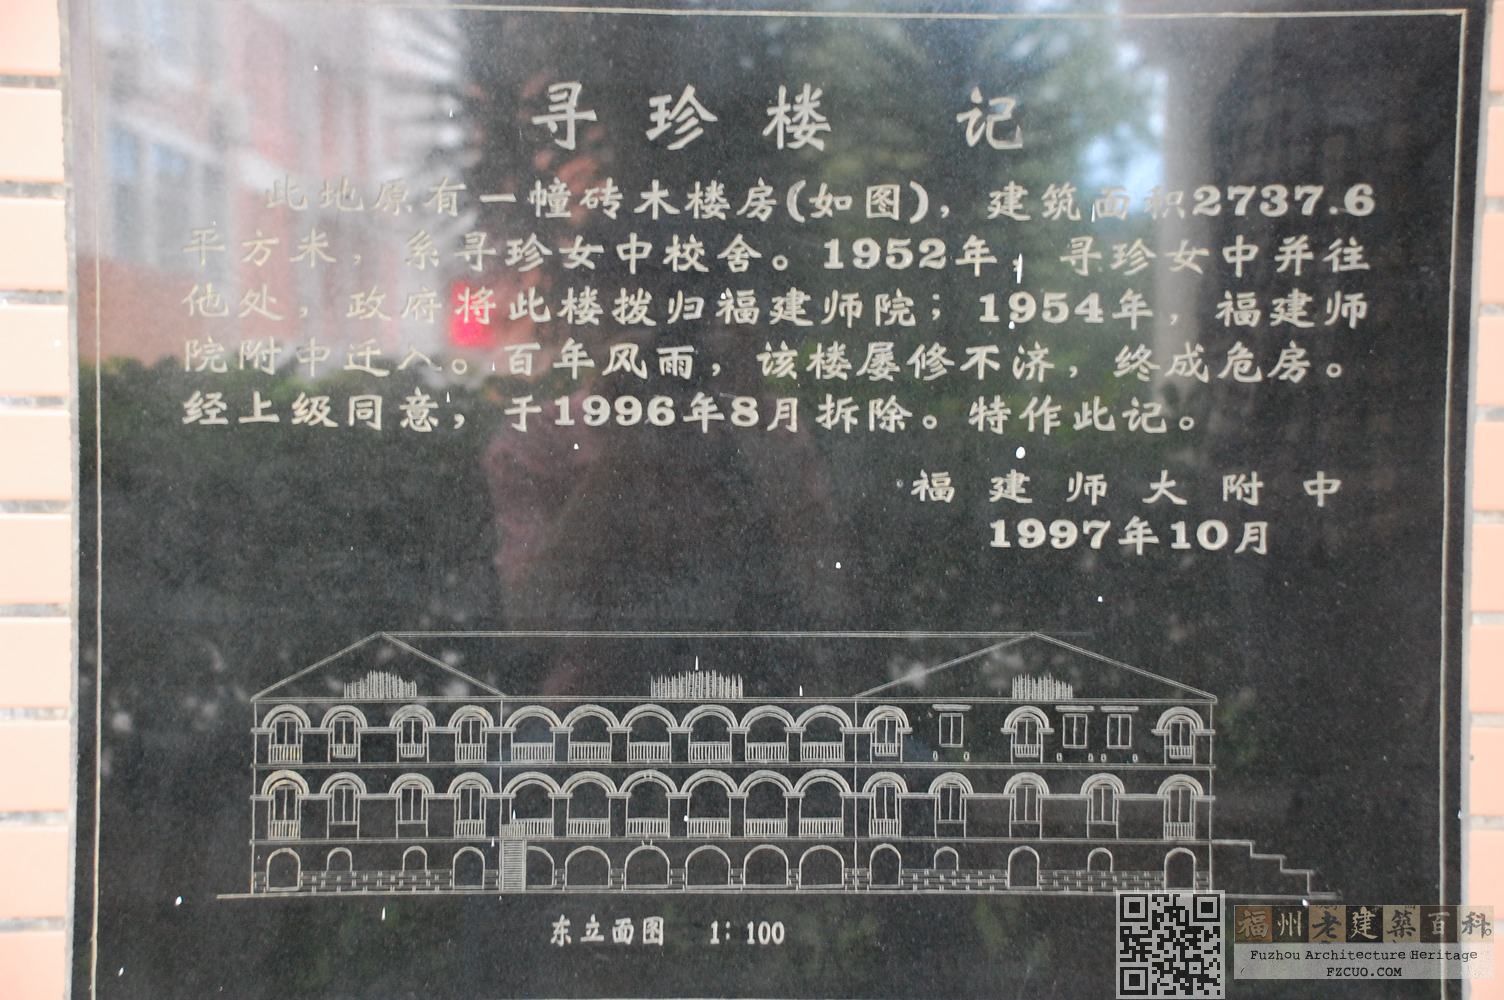 寻珍楼 记
此地原有一幢砖木楼房(如图)，建筑面积2737.6
平方米，系寻珍女中校舍。1952年，寻珍女中并往
他处，政府将此楼拨归福建师院；1954年，福建师
院附中迁入。百年风雨，该楼屡修不济，终成危房。
经上级同意，于1996年8月拆除。特作此记。
福建师大附中
1997年10月
东立面图 1：100
福州老建築百科
Fuzhou Architecture Heritage
FZCUO.COM